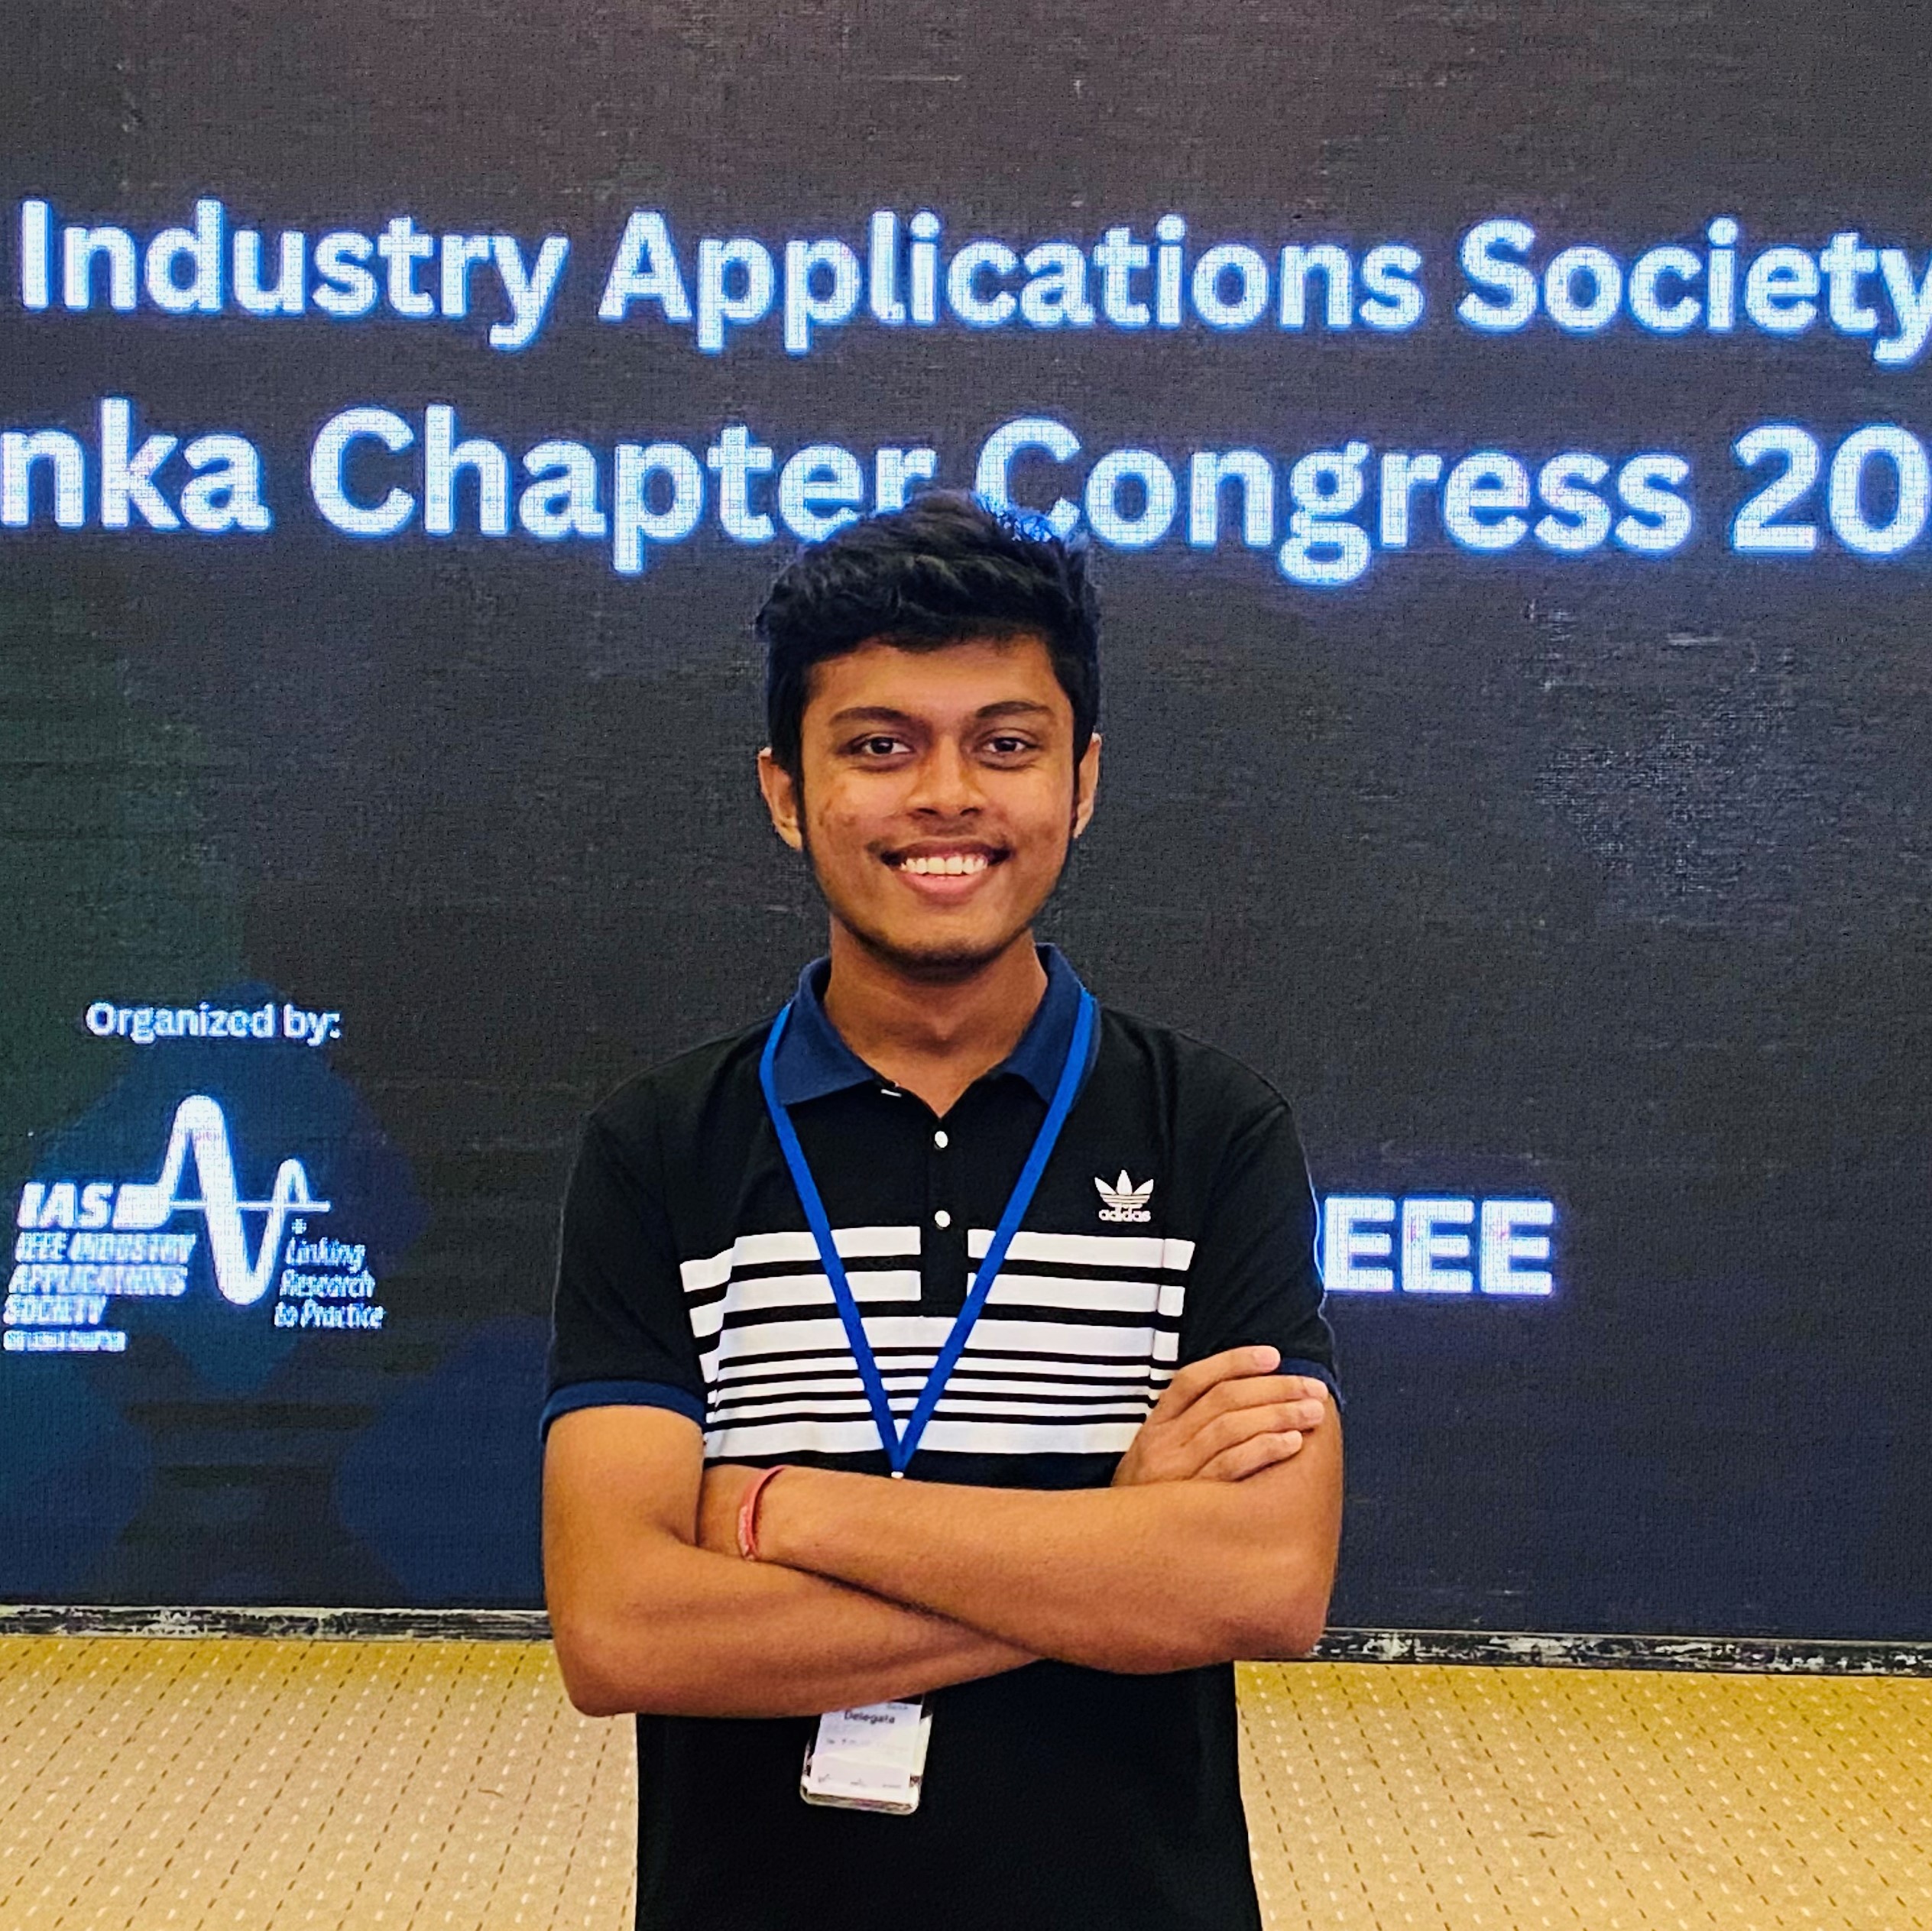 Industry Applications Society
nka Chapter Congress 20
Organized by:
IAS
IEEE INDUSTRY
APPLICATIONS
SOCIETY
Linking
Research
to Practice
adidas
EEE
Delegate